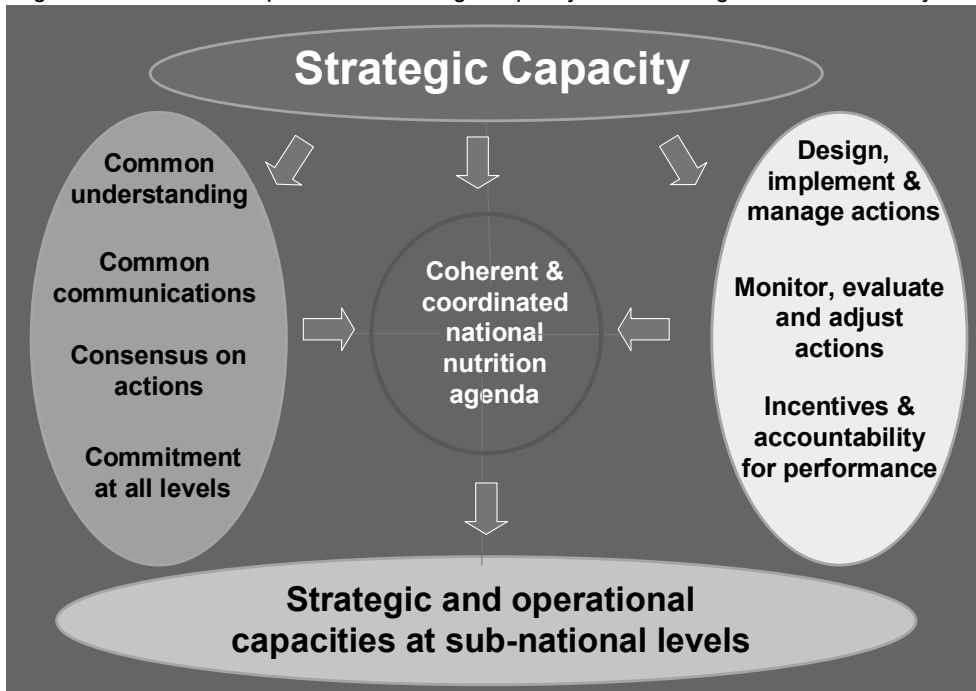 Strategic Capacity
Common
understanding
Common
communications
Consensus on
actions
Commitment
at all levels
Coherent &
coordinated
national
nutrition
agenda
Design,
implement &
manage actions
Monitor, evaluate
and adjust
actions
Incentives &
accountability
for performance
Strategic and operational
capacities at sub-national levels